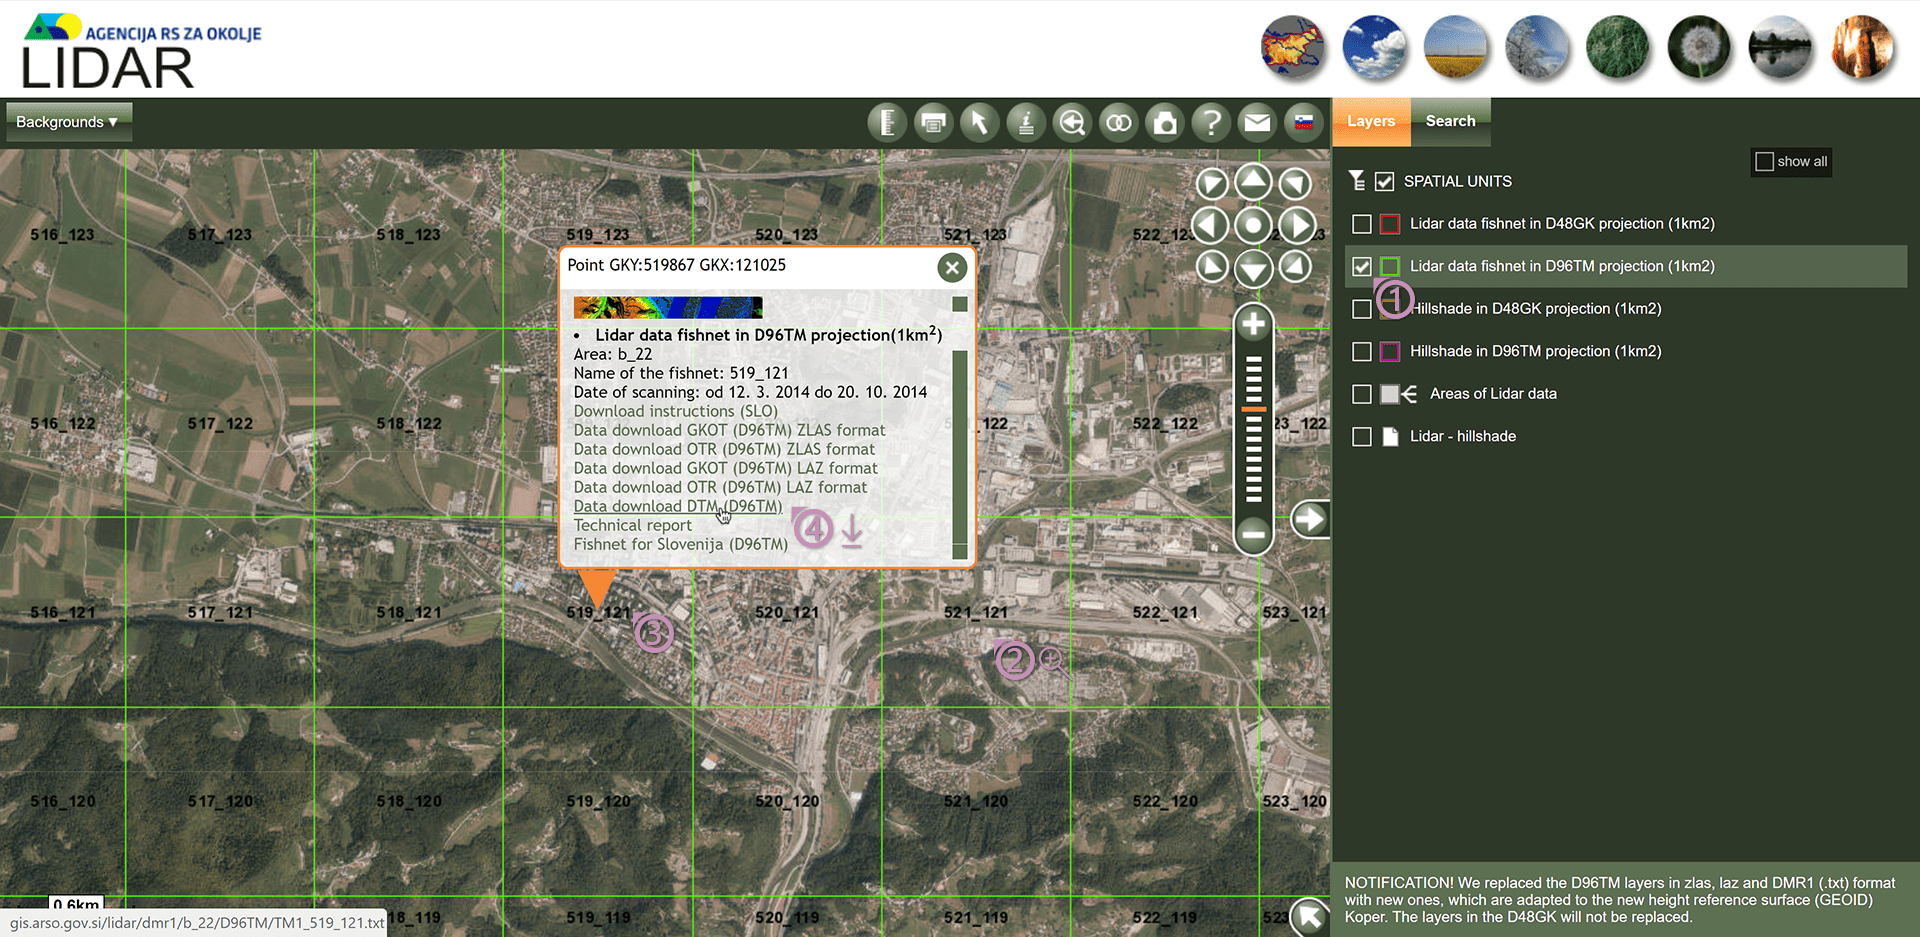 AGENCIJA RS ZA OKOLJE
LIDAR
Backgrounds ▼
Layers
Search
show all
SPATIAL UNITS
Lidar data fishnet in D48GK projection (1km2)
Lidar data fishnet in D96TM projection (1km2)
Hillshade in D48GK projection (1km2)
Hillshade in D96TM projection (1km2)
Areas of Lidar data
Lidar - hillshade
516_123 517_123 518_123 519_123 520_123 521_123 522_12 3
Point GKY:519867 GKX:121025
• Lidar data fishnet in D96TM projection(1km2)
Area: b_22
Name of the fishnet: 519_121
Date of scanning: od 12. 3. 2014 do 20. 10. 2014
Download instructions (SLO)
Data download GKOT (D96TM) ZLAS format
Data download OTR (D96TM) ZLAS format
Data download GKOT (D96TM) LAZ format
Data download OTR (D96TM) LAZ format
Data download DTM (D96TM)
Technical report
Fishnet for Slovenija (D96TM)
516_122 517_122 518_122 _122 522_122 23_122
1
4
516_121 517_121 518_121 519_121 520_121 521_121 522_121 523_121
3
2
516_120 517_120 518_120 519_120 520_120 521_120 522_120 523_120
0.6km
8_119 519_119 520_119 521_119 522_119 523
gis.arso.gov.si/lidar/dmr1/b_22/D96TM/TM1_519_121.txt
NOTIFICATION! We replaced the D96TM layers in zlas, laz and DMR1 (.txt) format
with new ones, which are adapted to the new height reference surface (GEOID)
Koper. The layers in the D48GK will not be replaced.